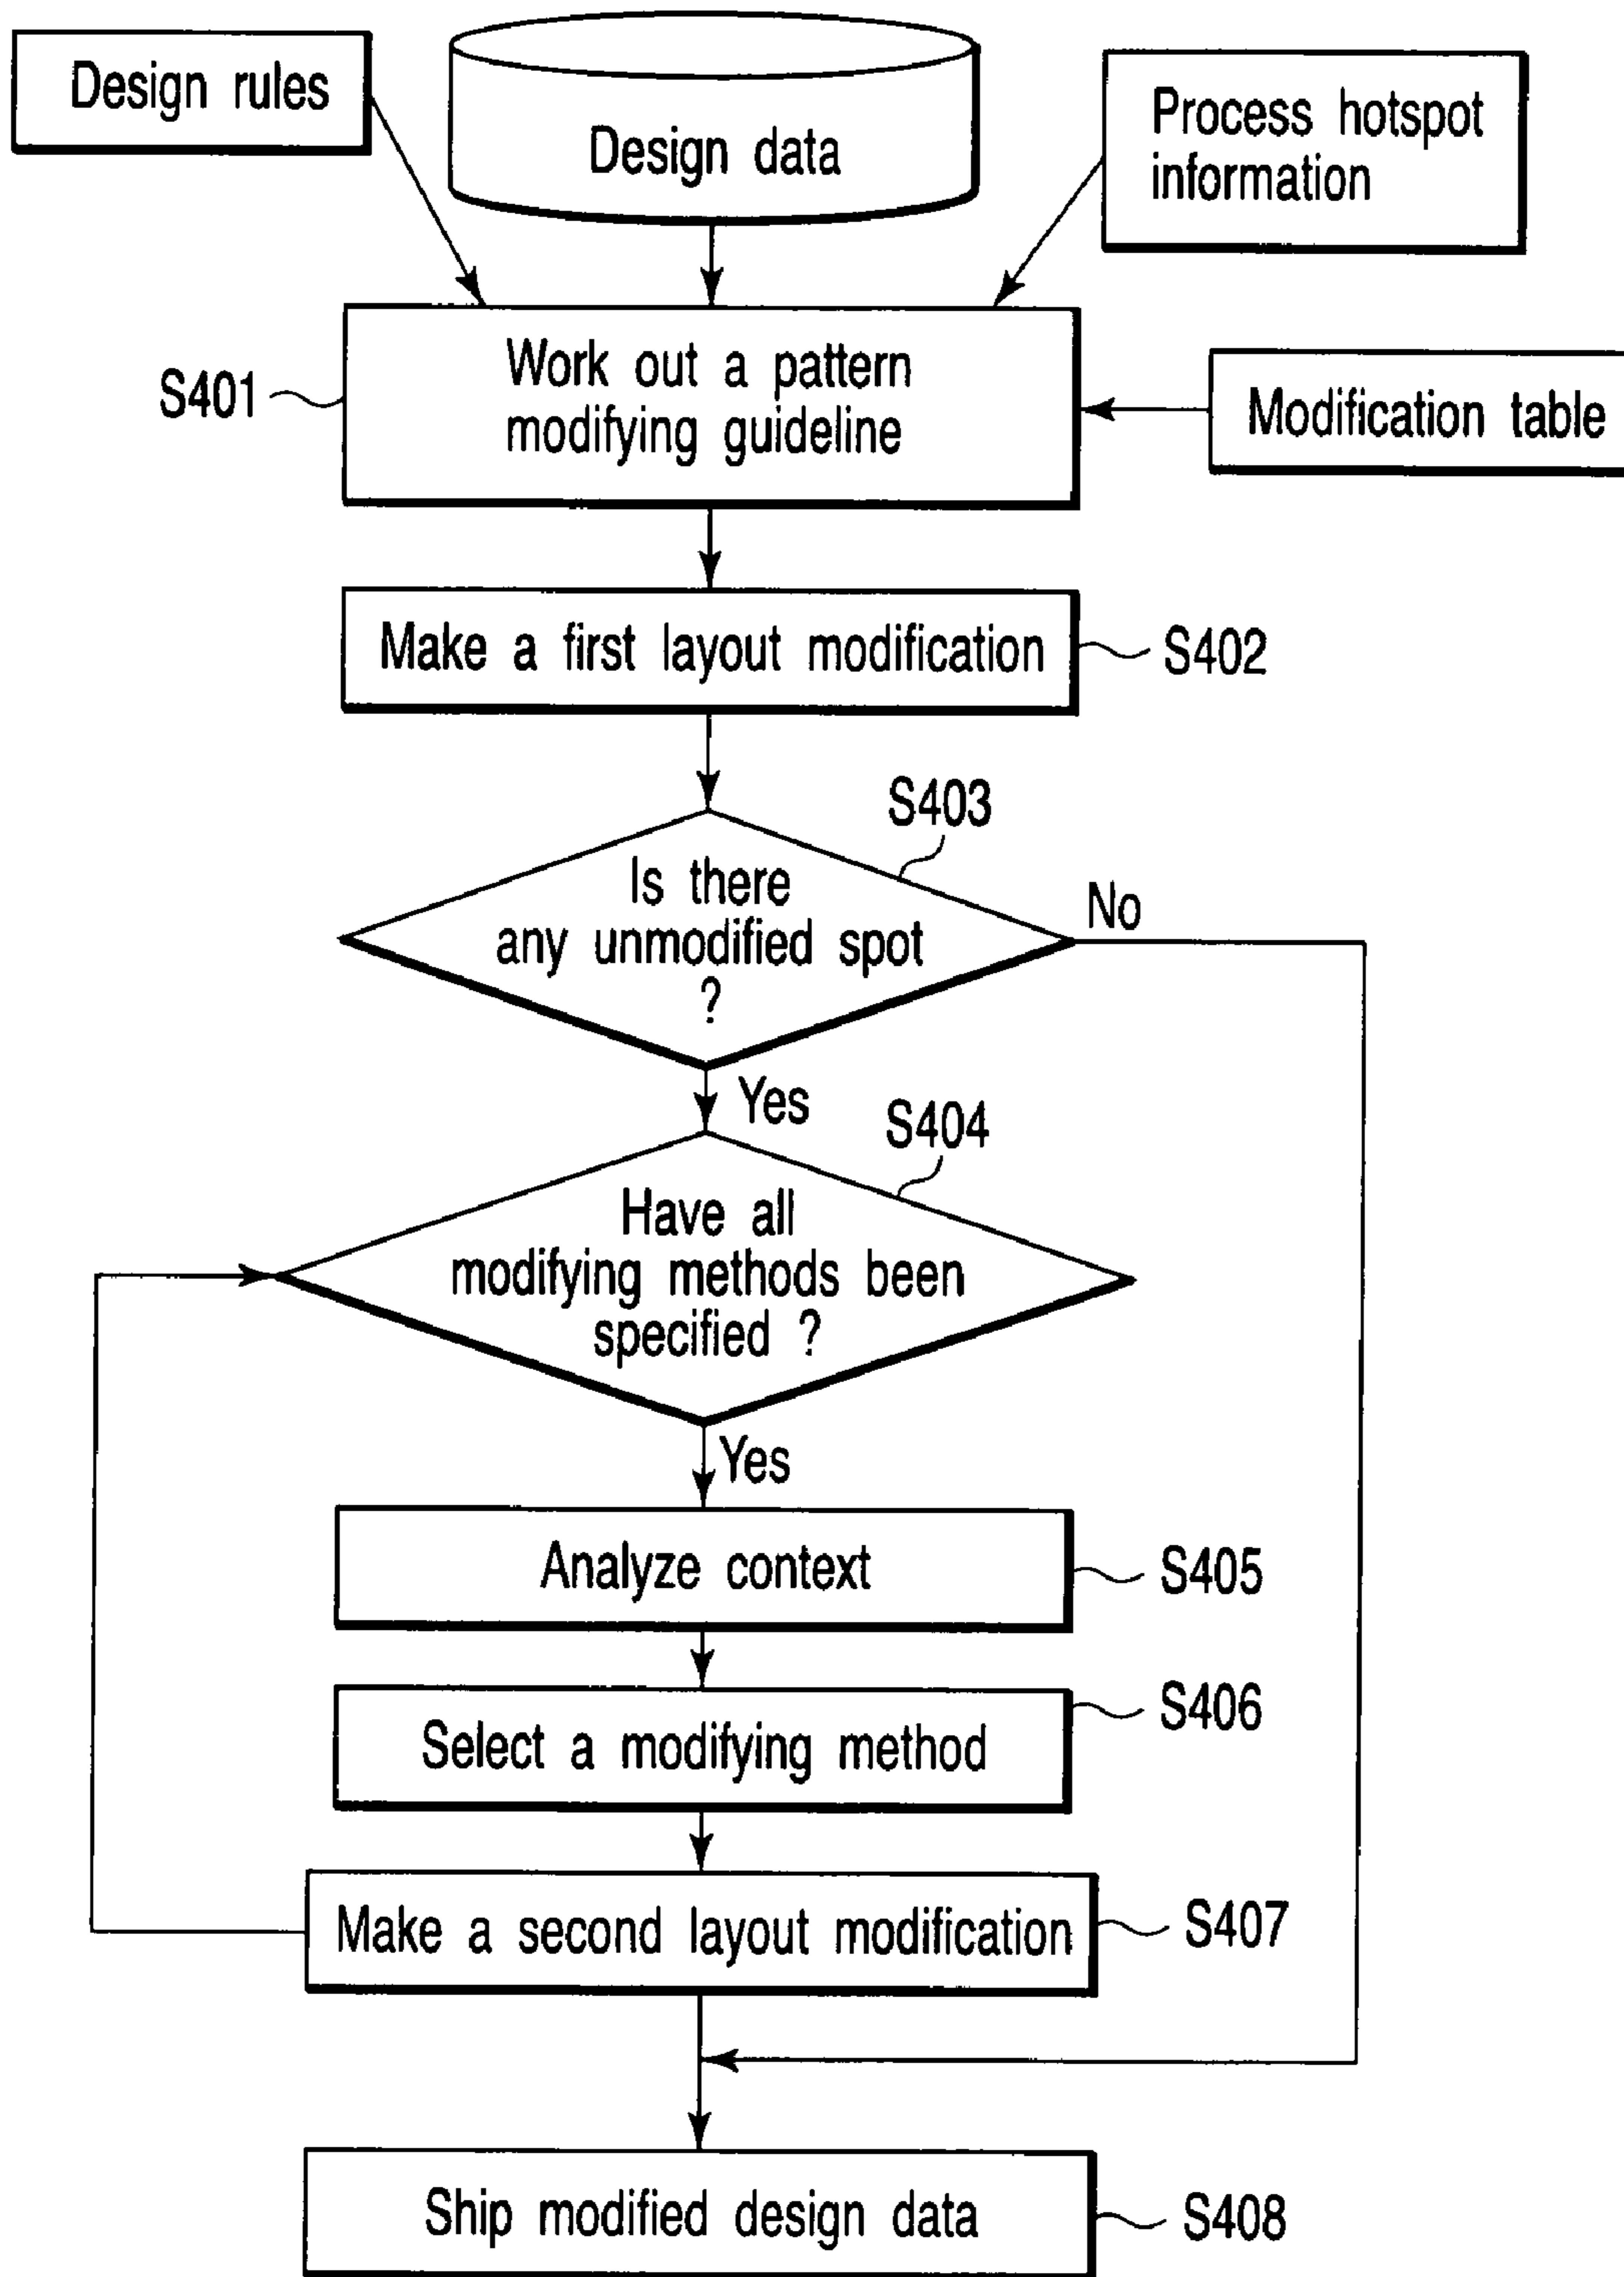 Design rules
Design data
Process hotspot
information
S401
Work out a pattern
modifying guideline
Modification table
Make a first layout modification
S402
S403
Is there
any unmodified spot
?
No
Yes
S404
Have all
modifying methods been
specified ?
Yes
Analyze context
S405
Select a modifying method
S406
Make a second layout modification
S407
Ship modified design data
S408